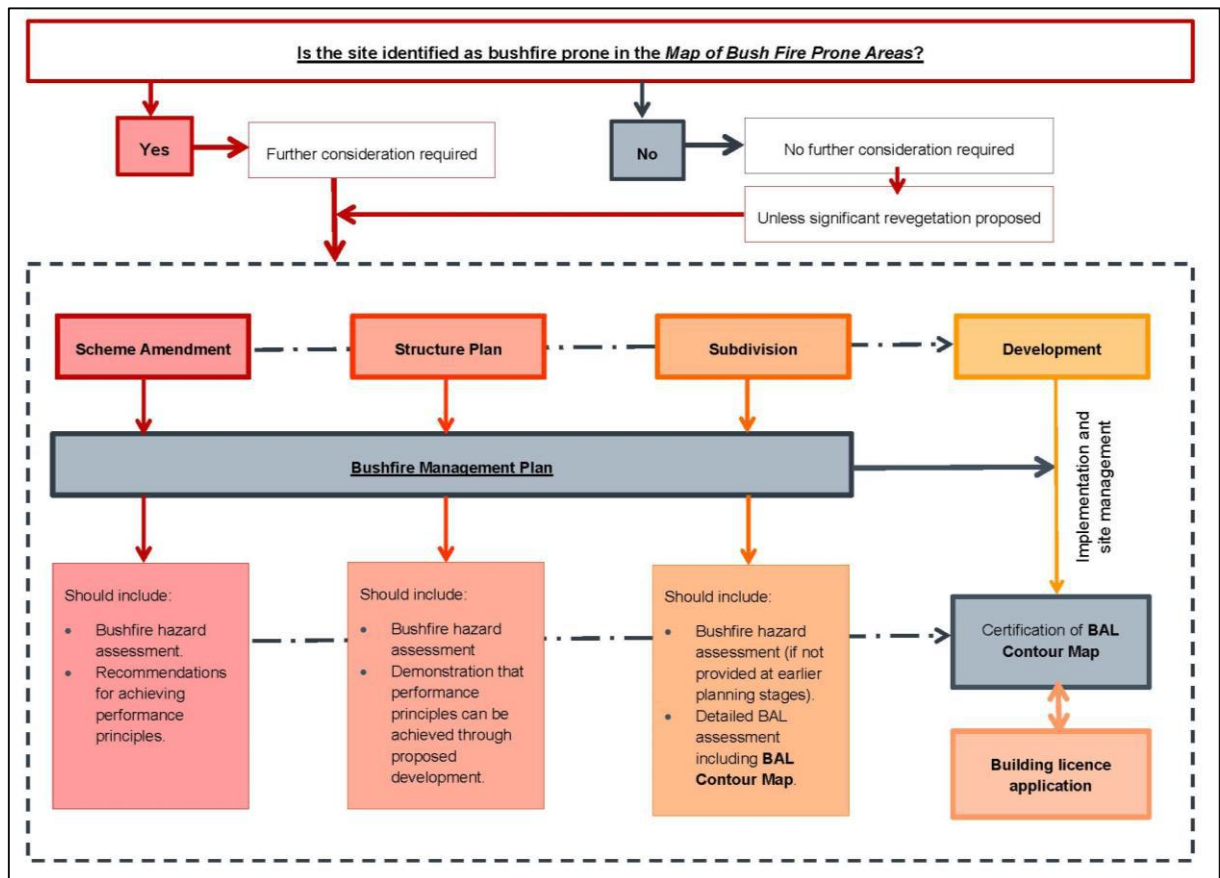 Is the site identified as bushfire prone in the Map of Bush Fire Prone Areas?
Yes
Further consideration required
No
No further consideration required
Unless significant revegetation proposed
Scheme Amendment
Structure Plan
Subdivision
Development
Bushfire Management Plan
Implementation and
site management
Should include:
• Bushfire hazard
assessment.
• Recommendations
for achieving
performance
principles.
Should include:
• Bushfire hazard
assessment
• Demonstration that
performance
principles can be
achieved through
proposed
development.
Should include:
• Bushfire hazard
assessment (if not
provided at earlier
planning stages).
• Detailed BAL
assessment
including BAL
Contour Map.
Certification of BAL
Contour Map
Building licence
application